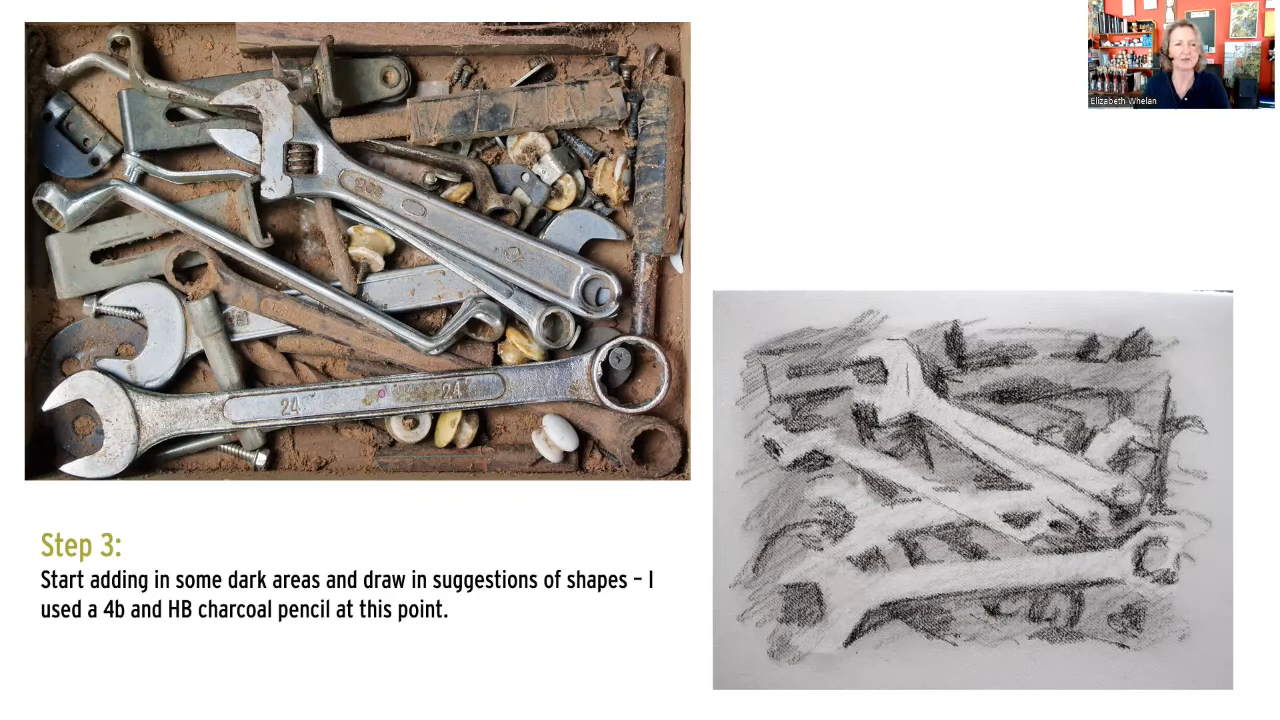 Elizabeth Whelan
24
24
Step 3:
Start adding in some dark areas and draw in suggestions of shapes – I
used a 4b and HB charcoal pencil at this point.